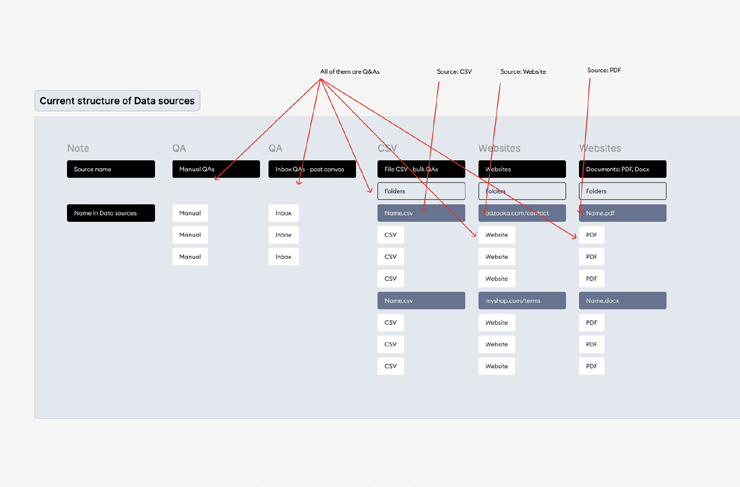 All of them are Q&As
Source: CSV
Source: Website
Source: PDF
Current structure of Data sources
Note
QA
QA
CSV
Websites
Websites
Source name
Manual QAs
Inbox QAs - past convos
File CSV - bulk QAs
Websites
Documents: PDF, Docx
Folders
Folders
Folders
Name in Data sources
Manual
Inbox
Name.csv
bazooka.com/contact
Name.pdf
Manual
Inbox
CSV
Website
PDF
Manual
Inbox
CSV
Website
PDF
CSV
Website
PDF
Name.csv
myshop.com/terms
Name.docx
CSV
Website
PDF
CSV
Website
PDF
CSV
Website
PDF